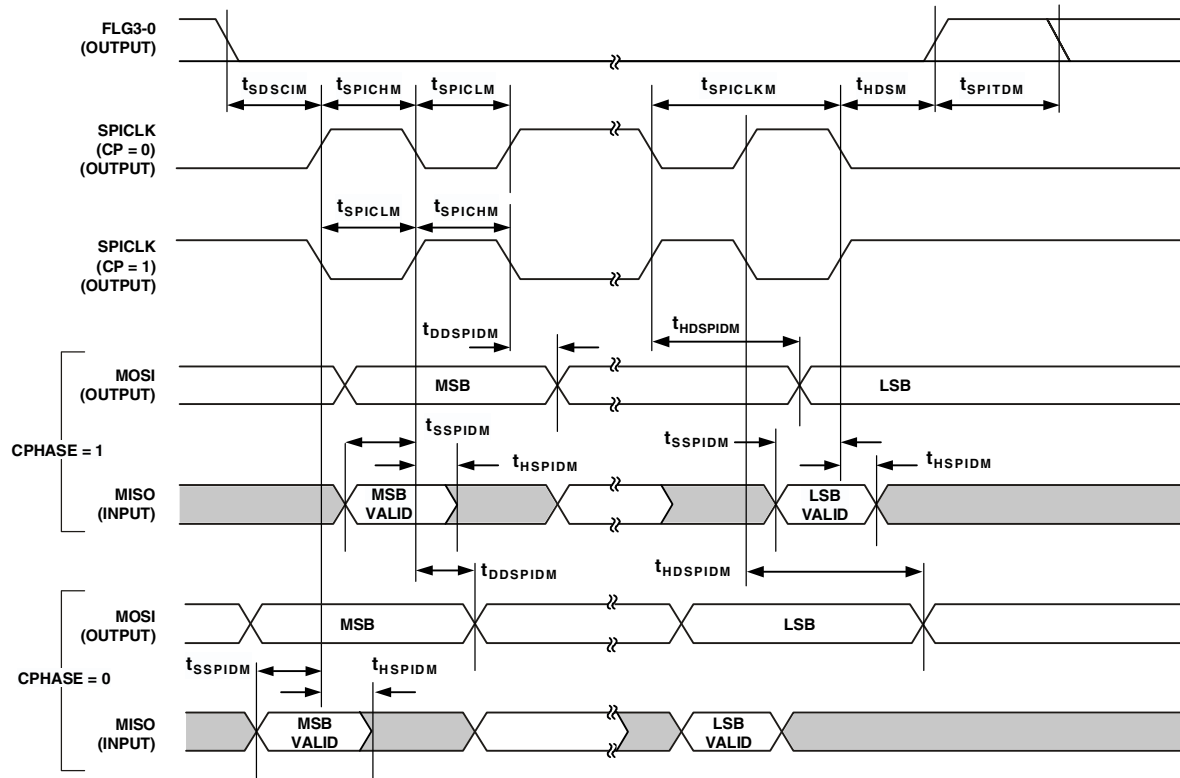 FLG3-0
(OUTPUT)
tSDSCIM tSPICHM tSPICLM tSPICLKM tHDSM tSPITDM
SPICLK
(CP = 0)
(OUTPUT)
tSPICLM tSPICHM
SPICLK
(CP = 1)
(OUTPUT)
tDDSPIDM tHDSPIDM
CPHASE = 1
MOSI
(OUTPUT)
MSB LSB
tSSPIDM tHSPIDM tSSPIDM tHSPIDM
MISO
(INPUT)
MSB
VALID
LSB
VALID
tDDSPIDM tHDSPIDM
CPHASE = 0
MOSI
(OUTPUT)
MSB LSB
tSSPIDM tHSPIDM
MISO
(INPUT)
MSB
VALID
LSB
VALID